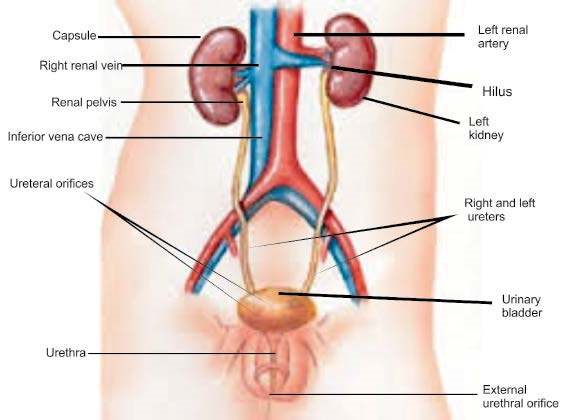 Capsule
Right renal vein
Renal pelvis
Inferior vena cave
Ureteral orifices
Urethra
Left renal
artery
Hilus
Left
kidney
Right and left
ureters
Urinary
bladder
External
urethral orifice